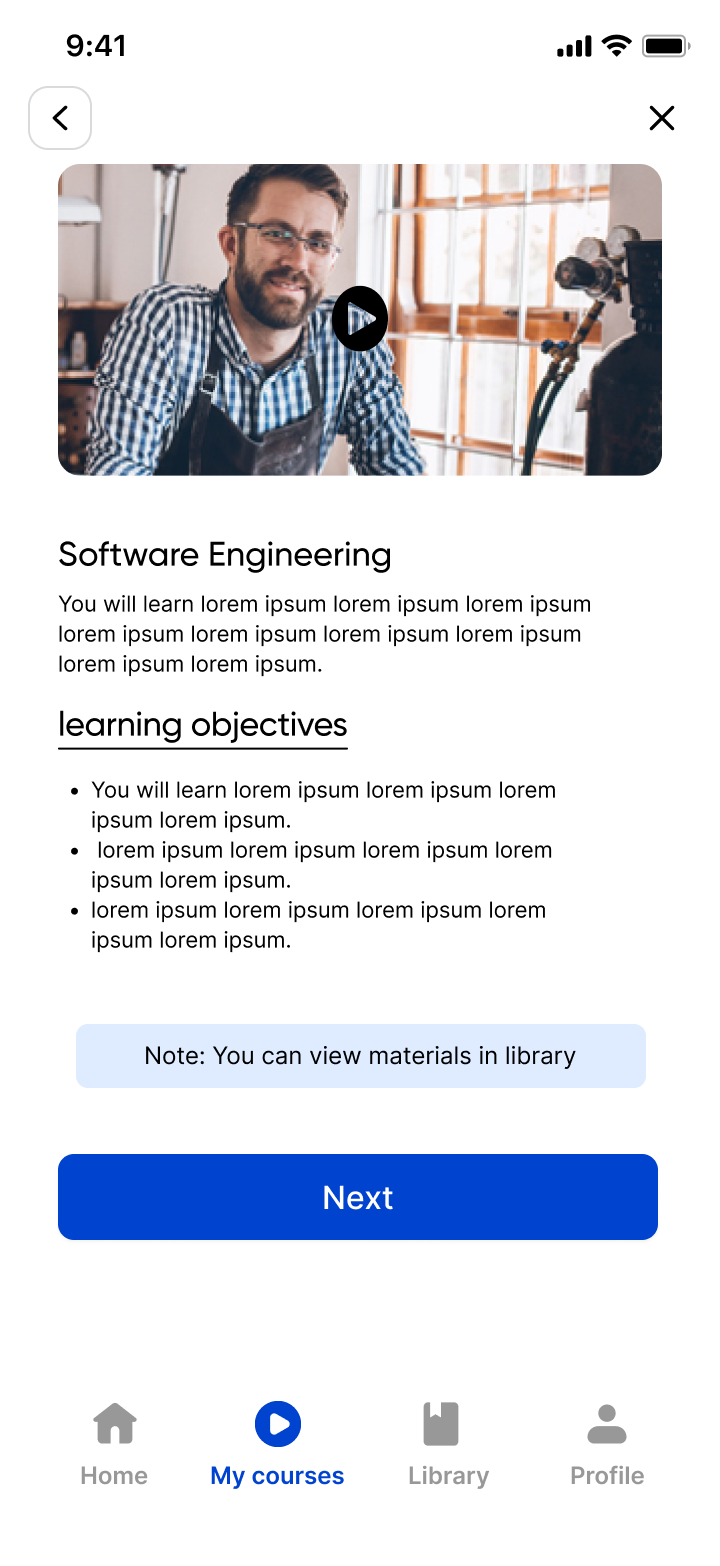 9:41
Software Engineering
You will learn lorem ipsum lorem ipsum lorem ipsum
lorem ipsum lorem ipsum lorem ipsum lorem ipsum
lorem ipsum lorem ipsum.
learning objectives
• You will learn lorem ipsum lorem ipsum lorem
ipsum lorem ipsum.
• lorem ipsum lorem ipsum lorem ipsum lorem
ipsum lorem ipsum.
• lorem ipsum lorem ipsum lorem ipsum lorem
ipsum lorem ipsum.
Note: You can view materials in library
Next
Home
My courses
Library
Profile